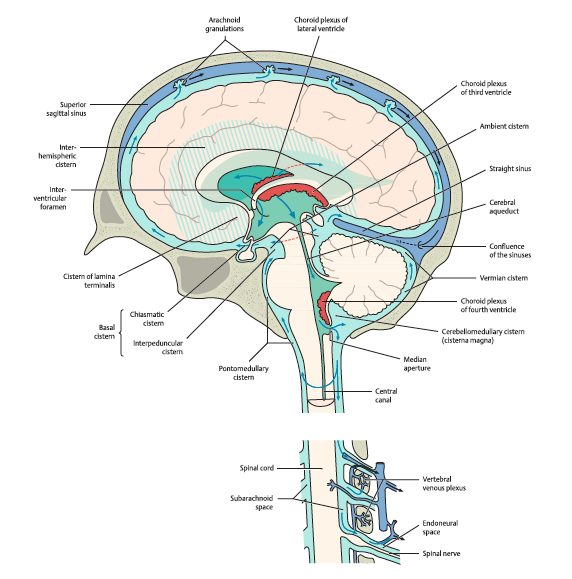 Arachnoid
granulations
Choroid plexus of
lateral ventricle
Choroid plexus
of third ventricle
Superior
sagittal sinus
Ambient cistern
Inter-
hemispheric
cistern
Straight sinus
Inter-
ventricular
foramen
Cerebral
aqueduct
Confluence
of the sinuses
Cistern of lamina
terminalis
Vermian cistern
Basal
cistern
Chiasmatic
cistern
Interpeduncular
cistern
Choroid plexus
of fourth ventricle
Cerebellomedullary cistern
(cisterna magna)
Pontomedullary
cistern
Median
aperture
Central
canal
Spinal cord
Subarachnoid
space
Vertebral
venous plexus
Endoneural
space
Spinal nerve